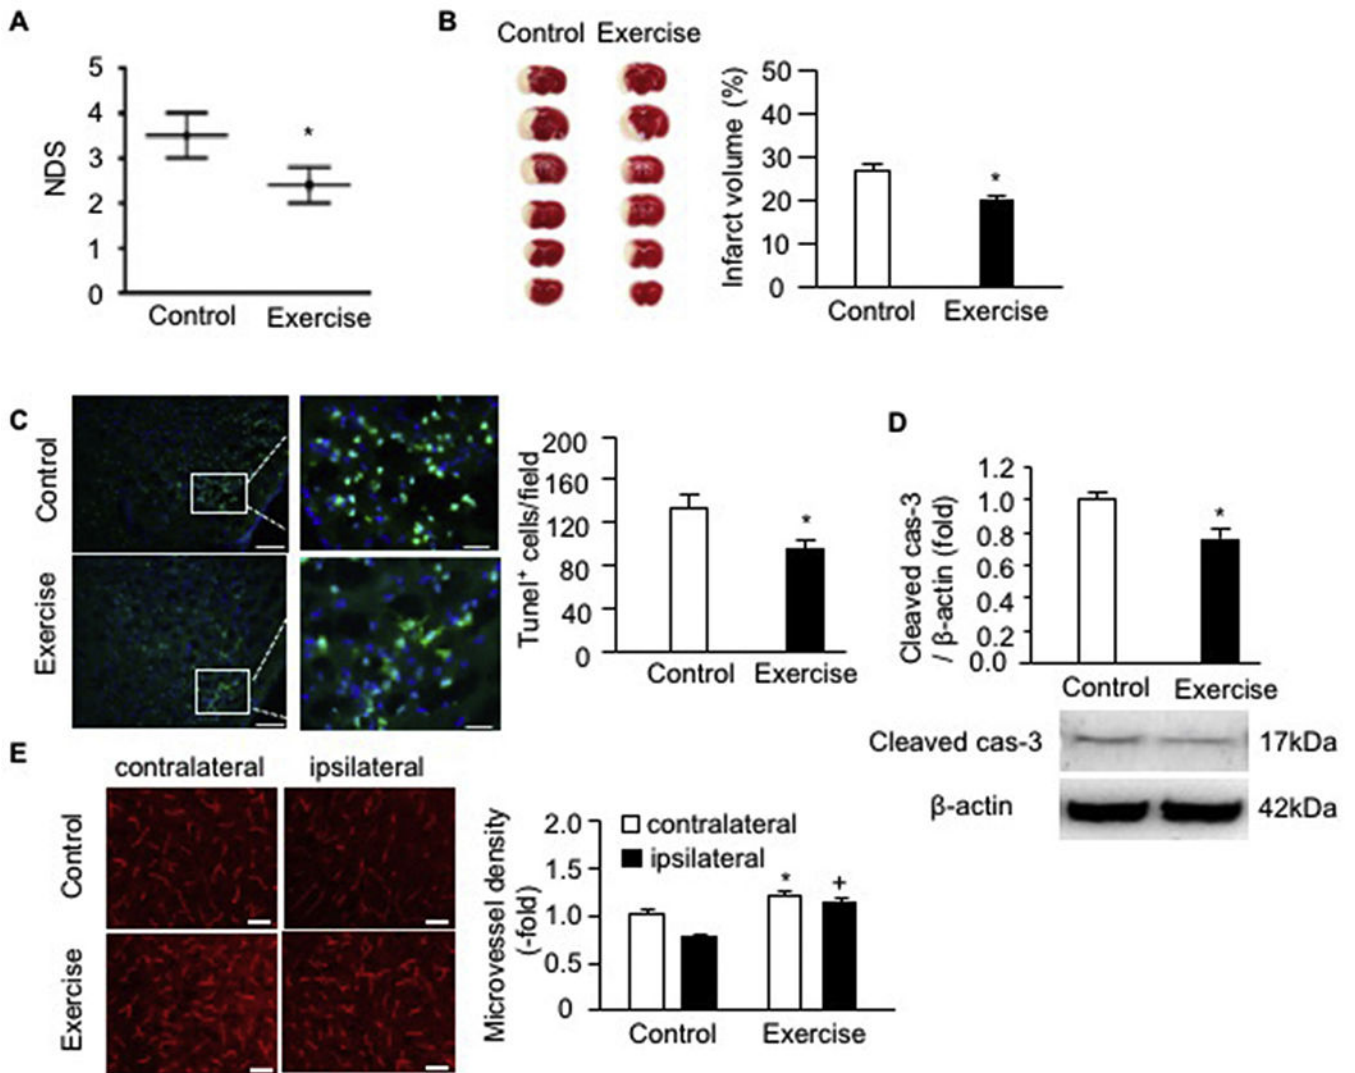 A
NDS
5
4
3
2
1
0
*
Control
Exercise
B
Control Exercise
Infarct volume (%)
50
40
30
20
10
0
*
Control
Exercise
C
Control
Exercise
Tunel⁺ cells/field
200
160
120
80
40
0
*
Control
Exercise
D
Cleaved cas-3
/ β-actin (fold)
1.2
1.0
0.8
0.6
0.4
0.2
0.0
*
Control
Exercise
Cleaved cas-3
17kDa
β-actin
42kDa
E
contralateral
ipsilateral
Control
Exercise
Microvessel density
(-fold)
2.0
1.5
1.0
0.5
0
contralateral
ipsilateral
*
+
Control
Exercise